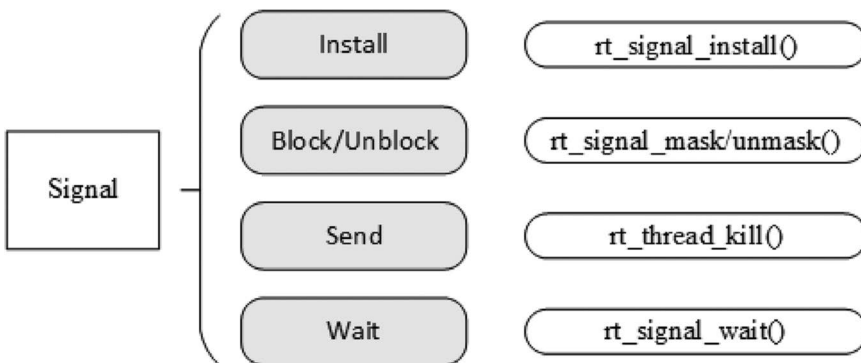 Install
rt_signal_install()
Block/Unblock
rt_signal_mask/unmask()
Signal
Send
rt_thread_kill()
Wait
rt_signal_wait()